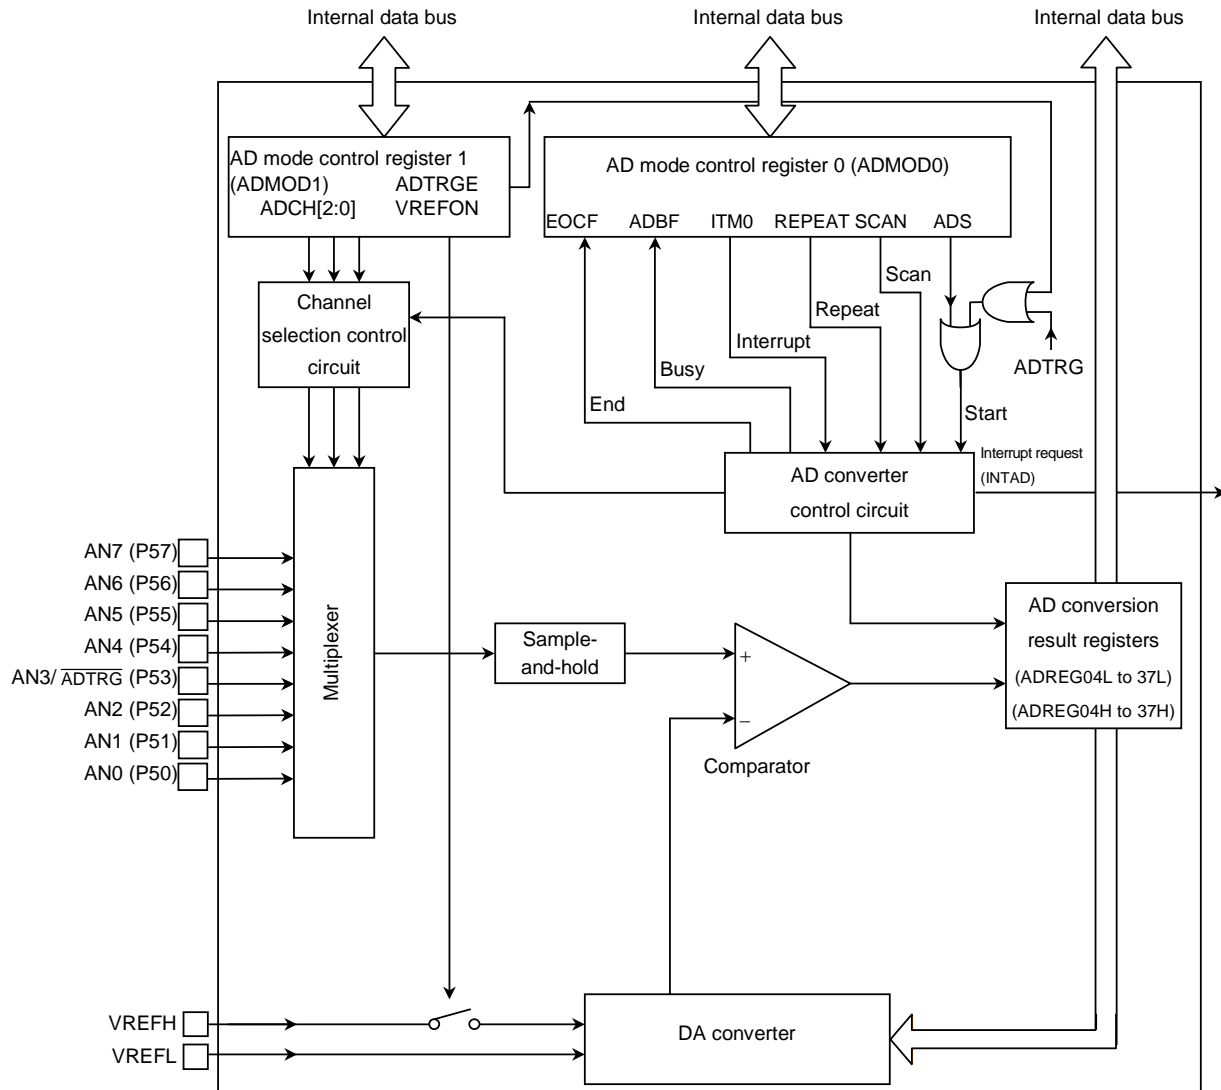 Internal data bus
Internal data bus
Internal data bus
AD mode control register 1
(ADMOD1) ADTRGE
ADCH[2:0] VREFON
AD mode control register 0 (ADMOD0)
EOCF ADBF ITM0 REPEAT SCAN ADS
Channel
selection control
circuit
Scan
Repeat
Interrupt
Busy
End
Start
ADTRG
AD converter
control circuit
Interrupt request
(INTAD)
AN7 (P57)
AN6 (P56)
AN5 (P55)
AN4 (P54)
AN3/ ADTRG (P53)
AN2 (P52)
AN1 (P51)
AN0 (P50)
Multiplexer
Sample-
and-hold
+
−
Comparator
AD conversion
result registers
(ADREG04L to 37L)
(ADREG04H to 37H)
VREFH
VREFL
DA converter